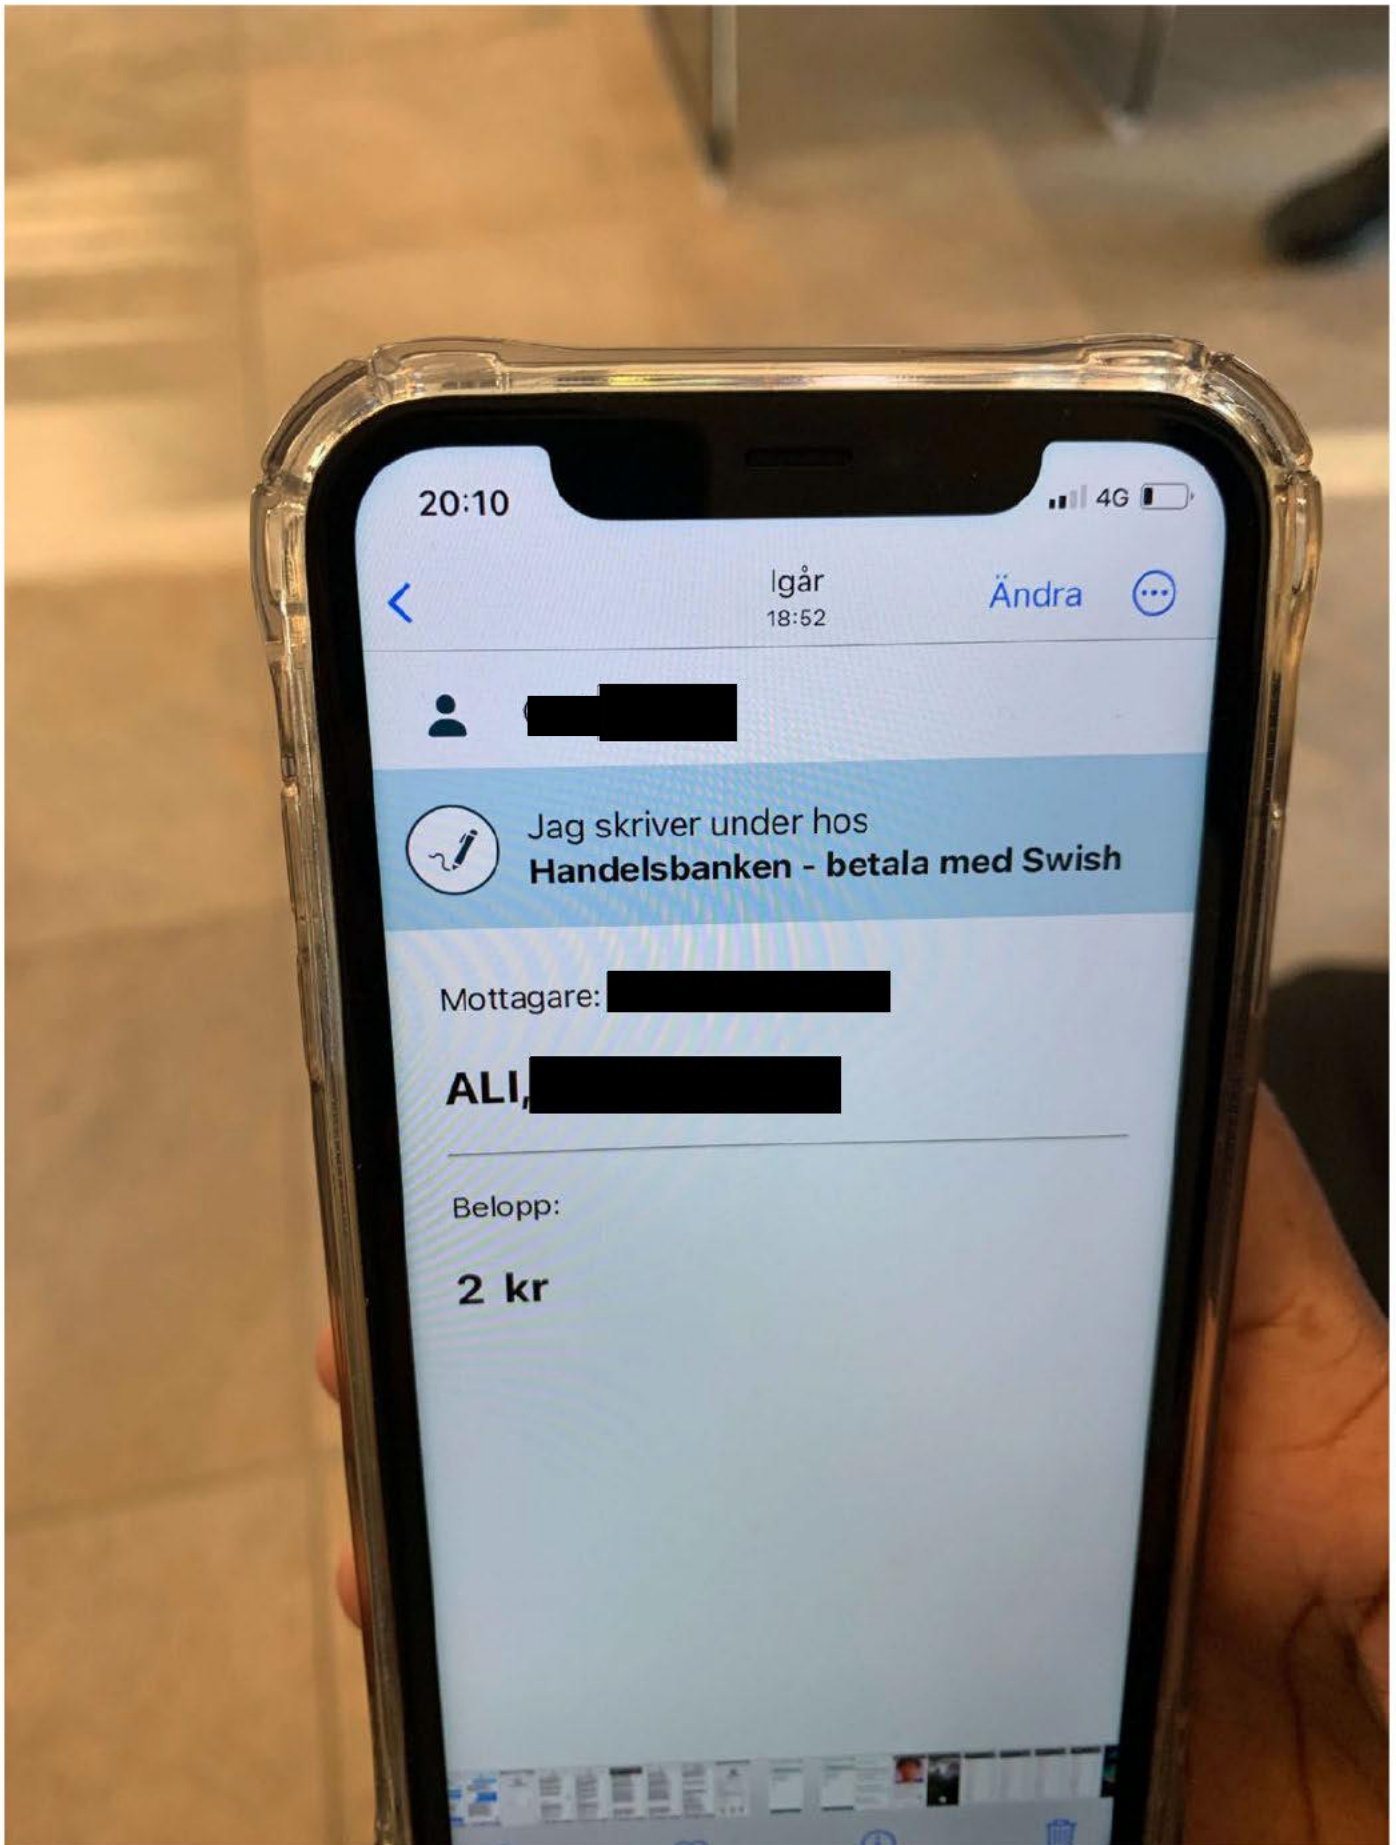 20:10
4G
Igår
18:52
Ändra
Jag skriver under hos
Handelsbanken - betala med Swish
Mottagare:
ALI,
Belopp:
2 kr